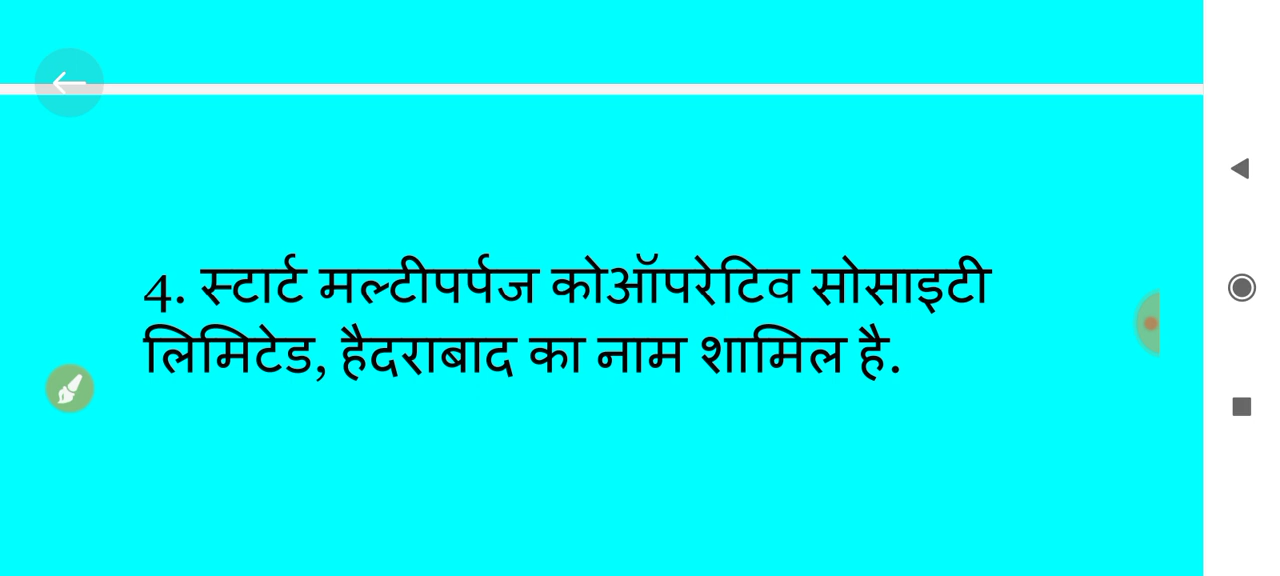 4. स्टार्ट मल्टीपर्पज कोऑपरेटिव सोसाइटी
लिमिटेड, हैदराबाद का नाम शामिल है.